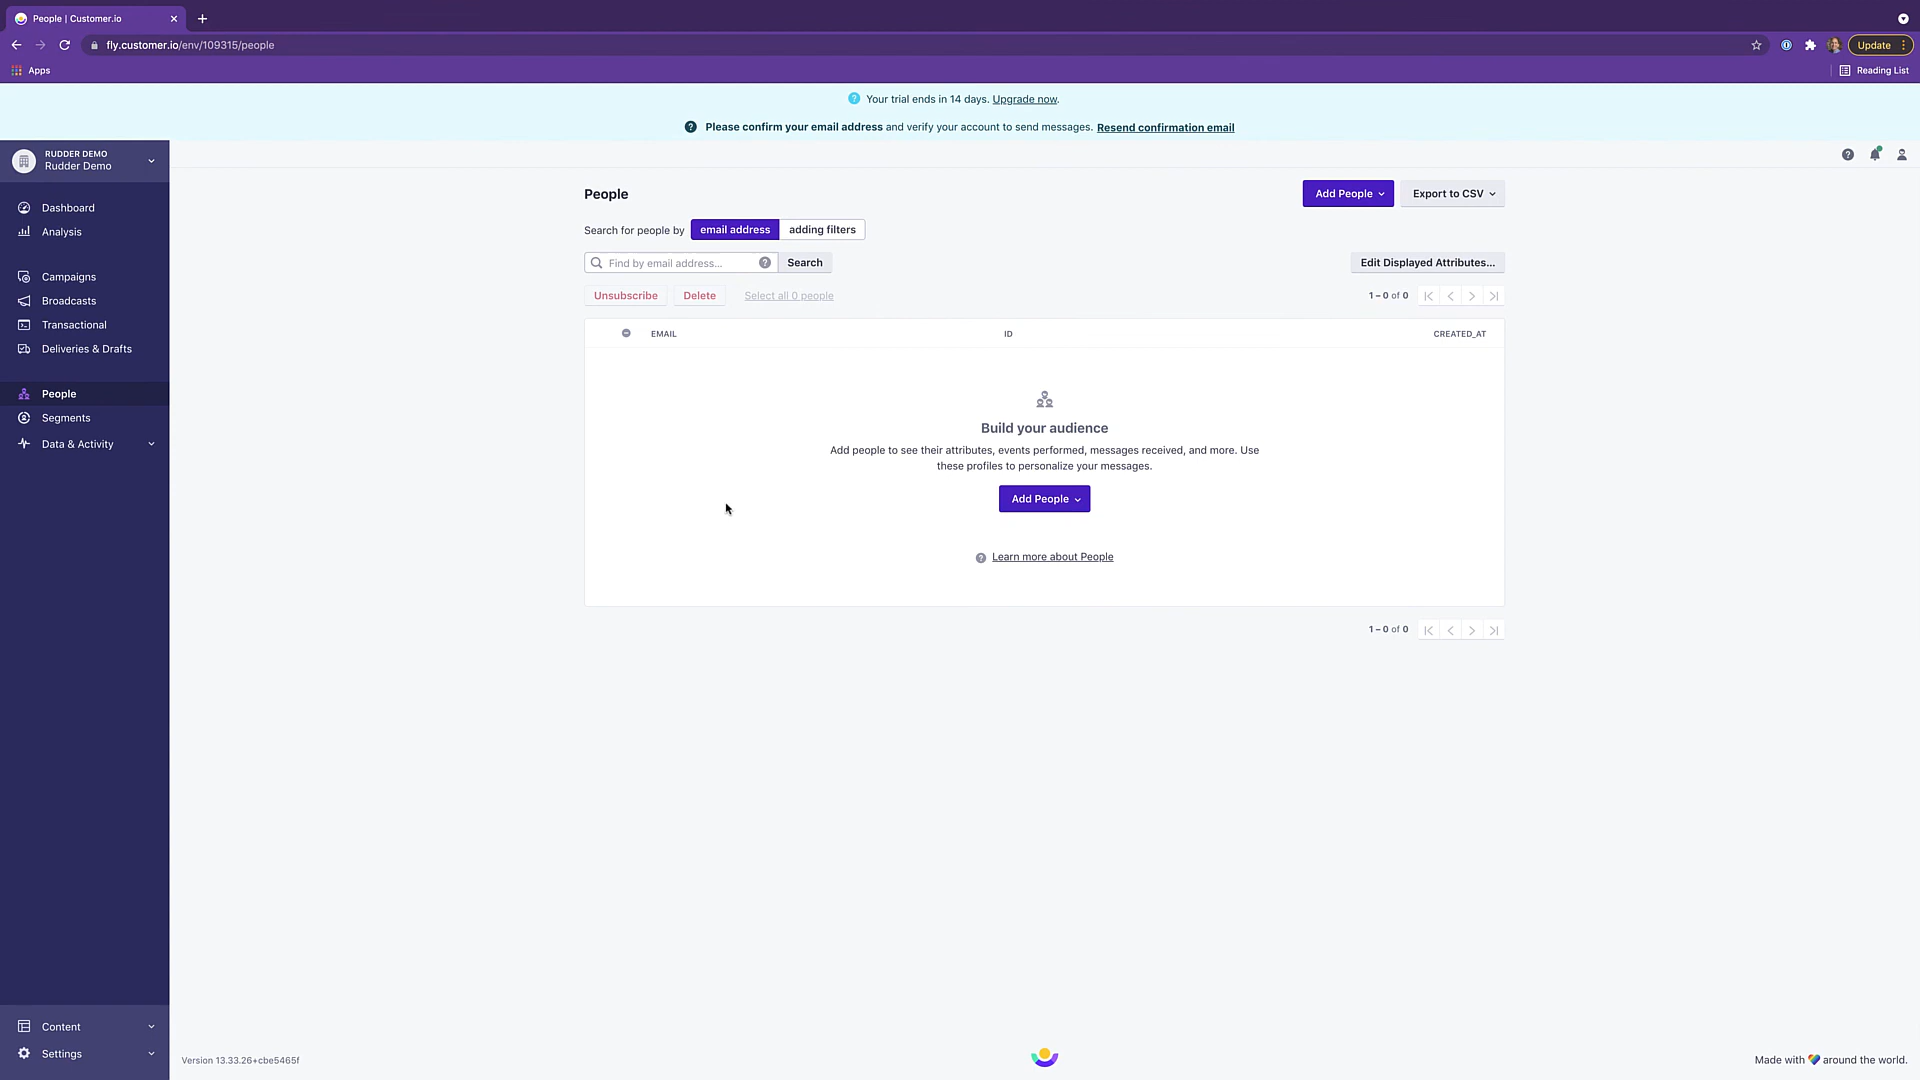 People | Customer.io
fly.customer.io/env/109315/people
Update
Apps
Reading List
Your trial ends in 14 days. Upgrade now.
Please confirm your email address and verify your account to send messages. Resend confirmation email
RUDDER DEMO
Rudder Demo
Dashboard
Analysis
Campaigns
Broadcasts
Transactional
Deliveries & Drafts
People
Segments
Data & Activity
Content
Settings
People
Add People
Export to CSV
Search for people by
email address
adding filters
Find by email address...
Search
Edit Displayed Attributes...
Unsubscribe
Delete
Select all 0 people
1 – 0 of 0
EMAIL
ID
CREATED_AT
Build your audience
Add people to see their attributes, events performed, messages received, and more. Use
these profiles to personalize your messages.
Add People
Learn more about People
1 – 0 of 0
Version 13.33.26+cbe5465f
Made with around the world.